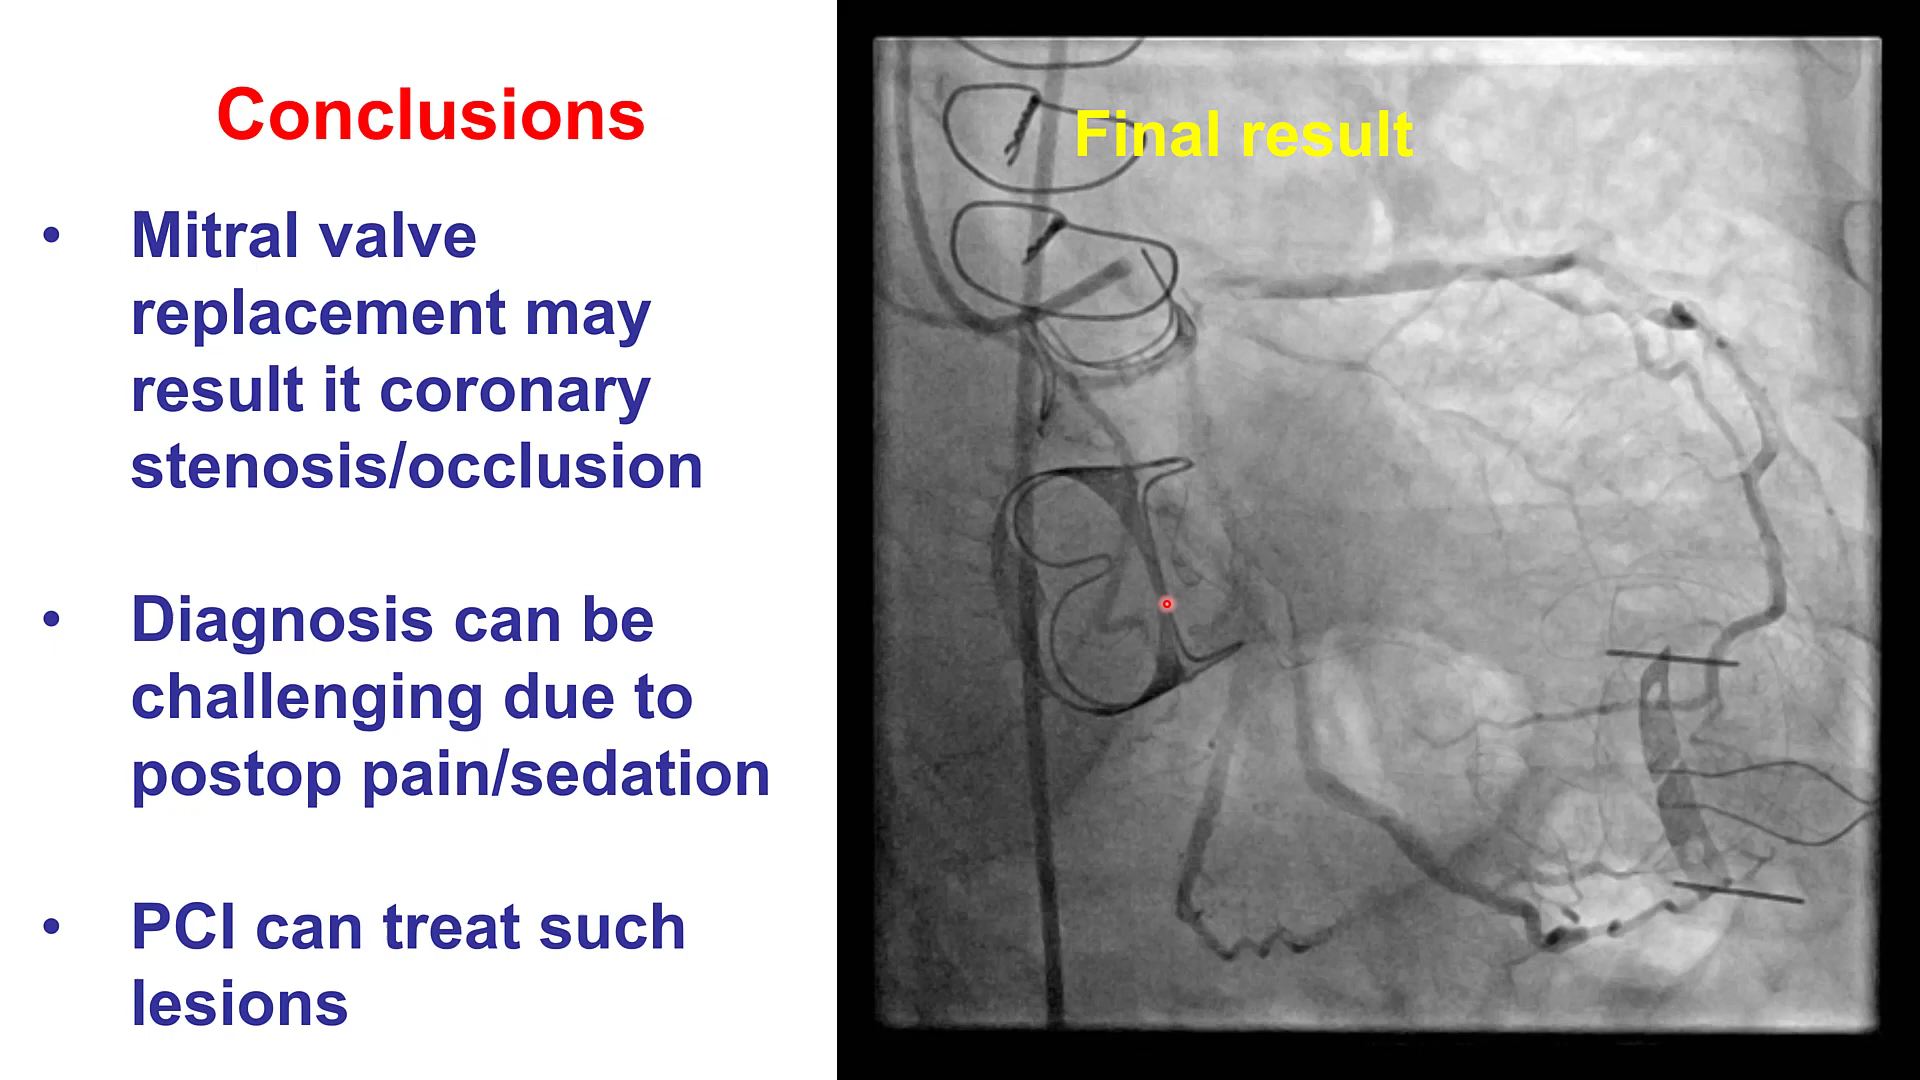 Conclusions
• Mitral valve
replacement may
result it coronary
stenosis/occlusion
• Diagnosis can be
challenging due to
postop pain/sedation
• PCI can treat such
lesions
Final result